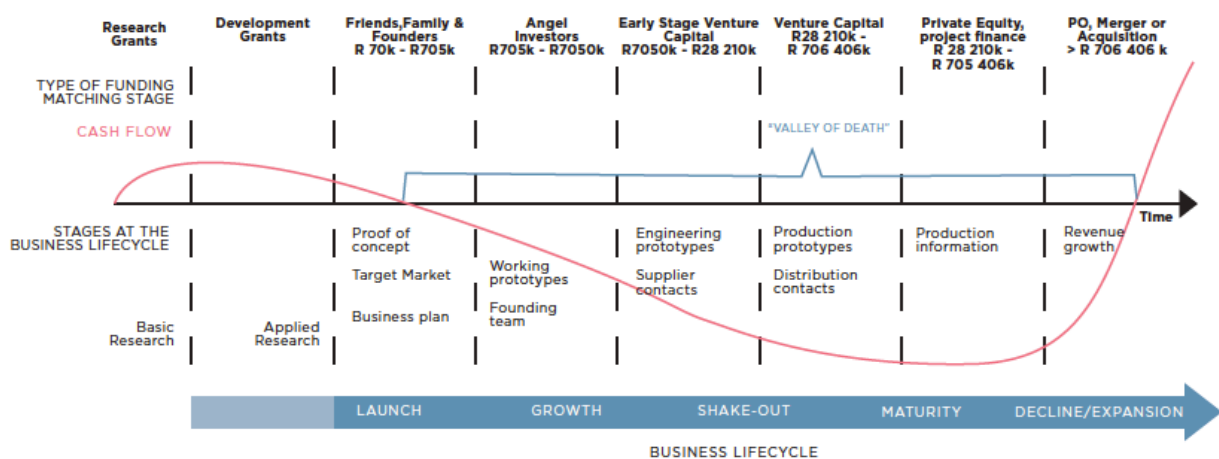 Research
Grants
Development
Grants
Friends,Family &
Founders
R 70k - R705k
Angel
Investors
R705k - R7050k
Early Stage Venture
Capital
R7050k - R28 210k
Venture Capital
R28 210k -
R 706 406k
Private Equity,
project finance
R 28 210k -
R 705 406k
PO, Merger or
Acquisition
> R 706 406 k
TYPE OF FUNDING
MATCHING STAGE
CASH FLOW
"VALLEY OF DEATH"
Time
STAGES AT THE
BUSINESS LIFECYCLE
Basic
Research
Applied
Research
Proof of
concept
Target Market
Business plan
Working
prototypes
Founding
team
Engineering
prototypes
Supplier
contacts
Production
prototypes
Distribution
contacts
Production
information
Revenue
growth
LAUNCH
GROWTH
SHAKE-OUT
MATURITY
DECLINE/EXPANSION
BUSINESS LIFECYCLE